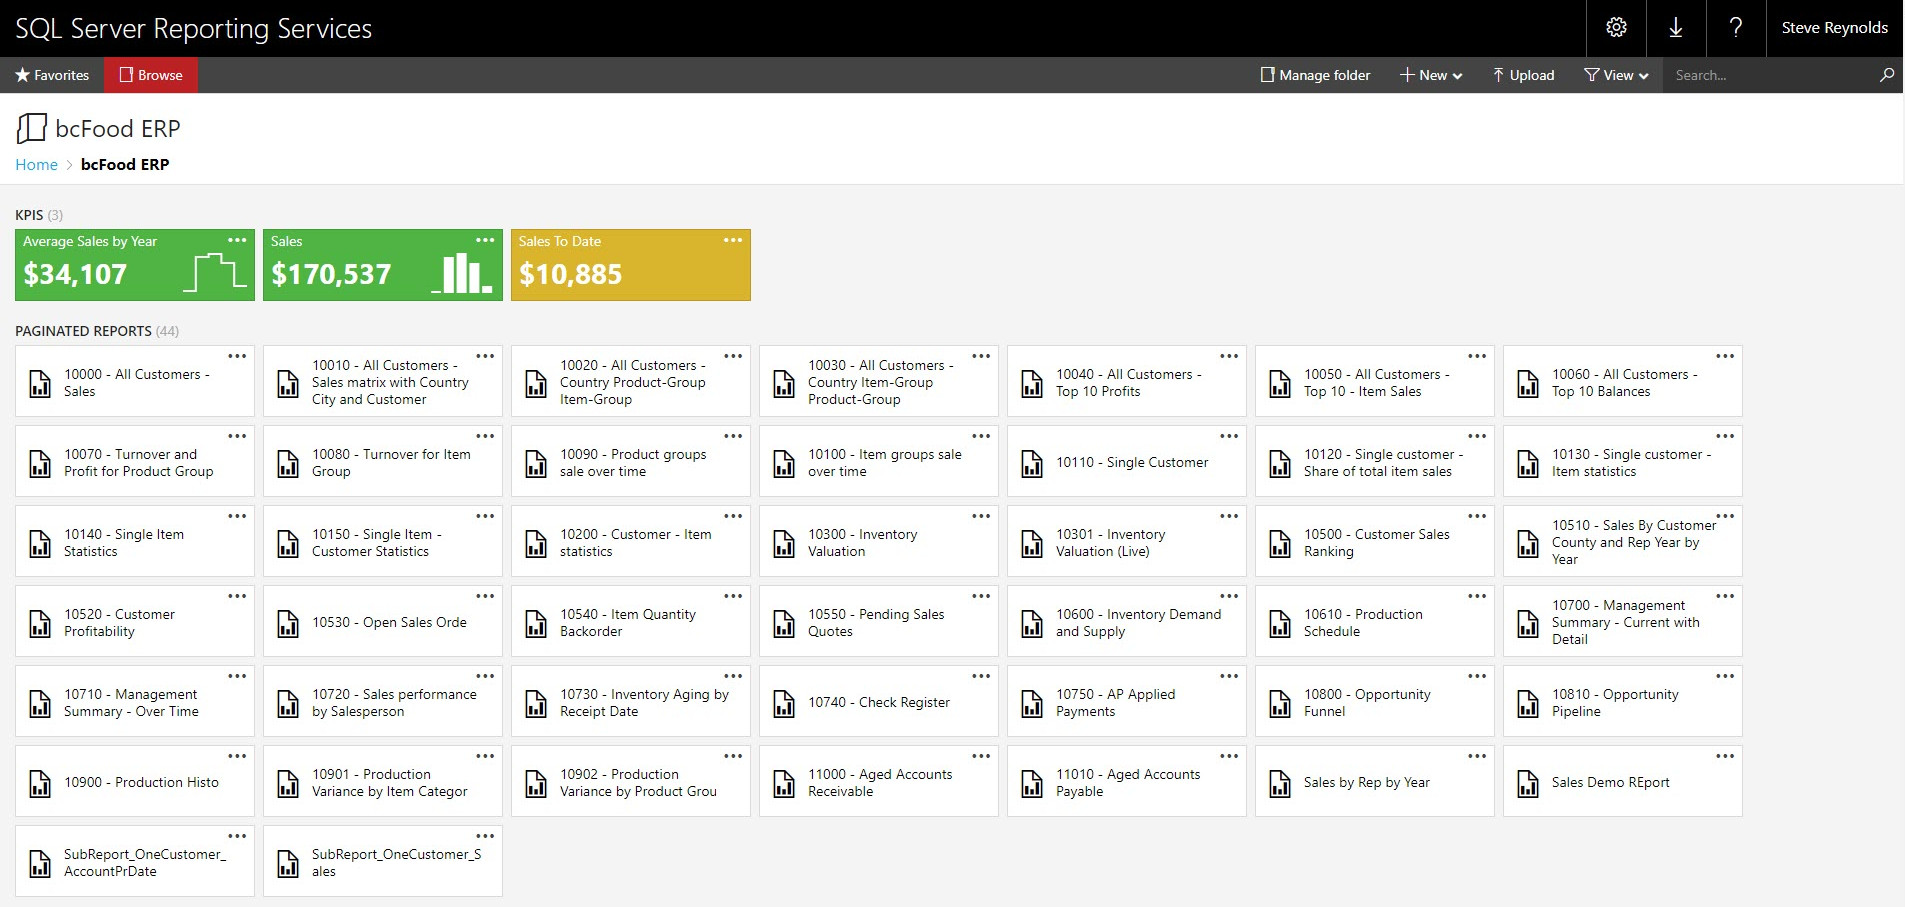 SQL Server Reporting Services
?
Steve Reynolds
Favorites
Browse
Manage folder
New
Upload
View
Search...
bcFood ERP
Home > bcFood ERP
KPIS (3)
Average Sales by Year
$34,107
Sales
$170,537
Sales To Date
$10,885
PAGINATED REPORTS (44)
10000 - All Customers -
Sales
10010 - All Customers -
Sales matrix with Country
City and Customer
10020 - All Customers -
Country Product-Group
Item-Group
10030 - All Customers -
Country Item-Group
Product-Group
10040 - All Customers -
Top 10 Profits
10050 - All Customers -
Top 10 - Item Sales
10060 - All Customers -
Top 10 Balances
10070 - Turnover and
Profit for Product Group
10080 - Turnover for Item
Group
10090 - Product groups
sale over time
10100 - Item groups sale
over time
10110 - Single Customer
10120 - Single customer -
Share of total item sales
10130 - Single customer -
Item statistics
10140 - Single Item
Statistics
10150 - Single Item -
Customer Statistics
10200 - Customer - Item
statistics
10300 - Inventory
Valuation
10301 - Inventory
Valuation (Live)
10500 - Customer Sales
Ranking
10510 - Sales By Customer
County and Rep Year by
Year
10520 - Customer
Profitability
10530 - Open Sales Orde
10540 - Item Quantity
Backorder
10550 - Pending Sales
Quotes
10600 - Inventory Demand
and Supply
10610 - Production
Schedule
10700 - Management
Summary - Current with
Detail
10710 - Management
Summary - Over Time
10720 - Sales performance
by Salesperson
10730 - Inventory Aging by
Receipt Date
10740 - Check Register
10750 - AP Applied
Payments
10800 - Opportunity
Funnel
10810 - Opportunity
Pipeline
10900 - Production Histo
10901 - Production
Variance by Item Categor
10902 - Production
Variance by Product Grou
11000 - Aged Accounts
Receivable
11010 - Aged Accounts
Payable
Sales by Rep by Year
Sales Demo REport
SubReport_OneCustomer_
AccountPrDate
SubReport_OneCustomer_S
ales